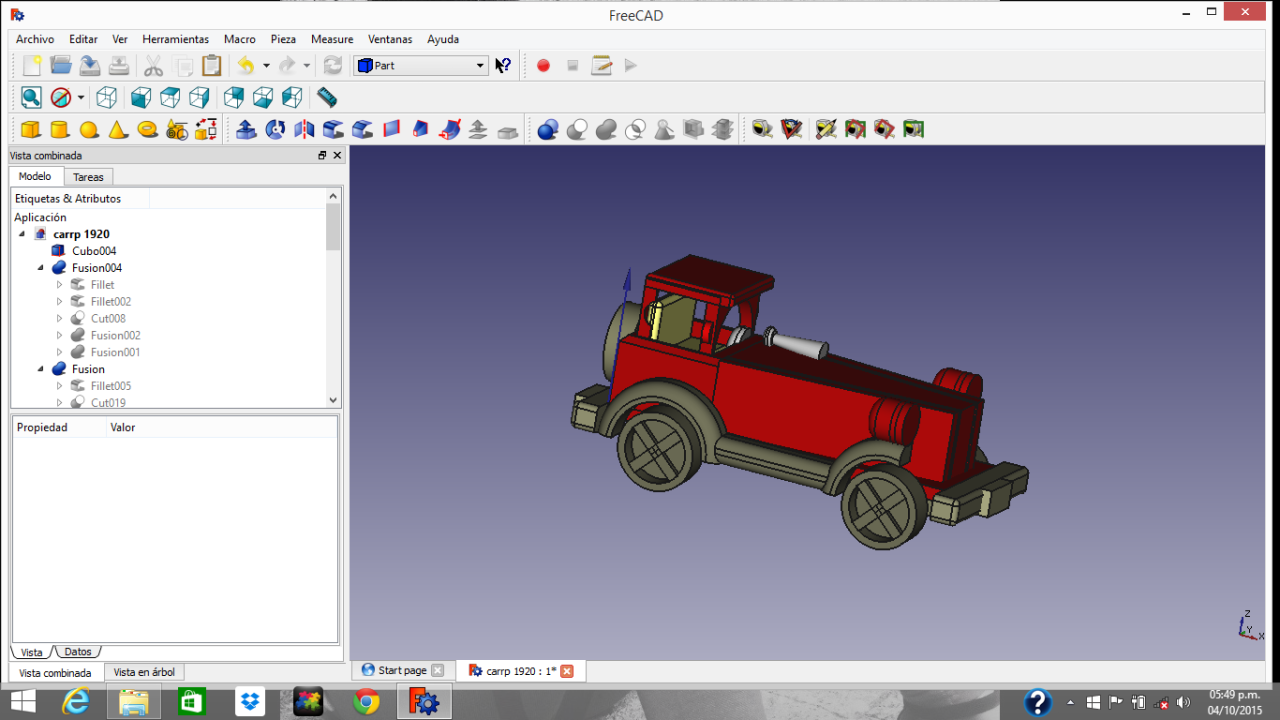 FreeCAD
Archivo Editar Ver Herramientas Macro Pieza Measure Ventanas Ayuda
Part
Vista combinada
Modelo Tareas
Etiquetas & Atributos
Aplicación
carrp 1920
Cubo004
Fusion004
Fillet
Fillet002
Cut008
Fusion002
Fusion001
Fusion
Fillet005
Cut019
Propiedad Valor
Vista Datos
Vista combinada Vista en árbol
Z
Y
X
Start page carrp 1920 : 1*
05:49 p.m.
04/10/2015